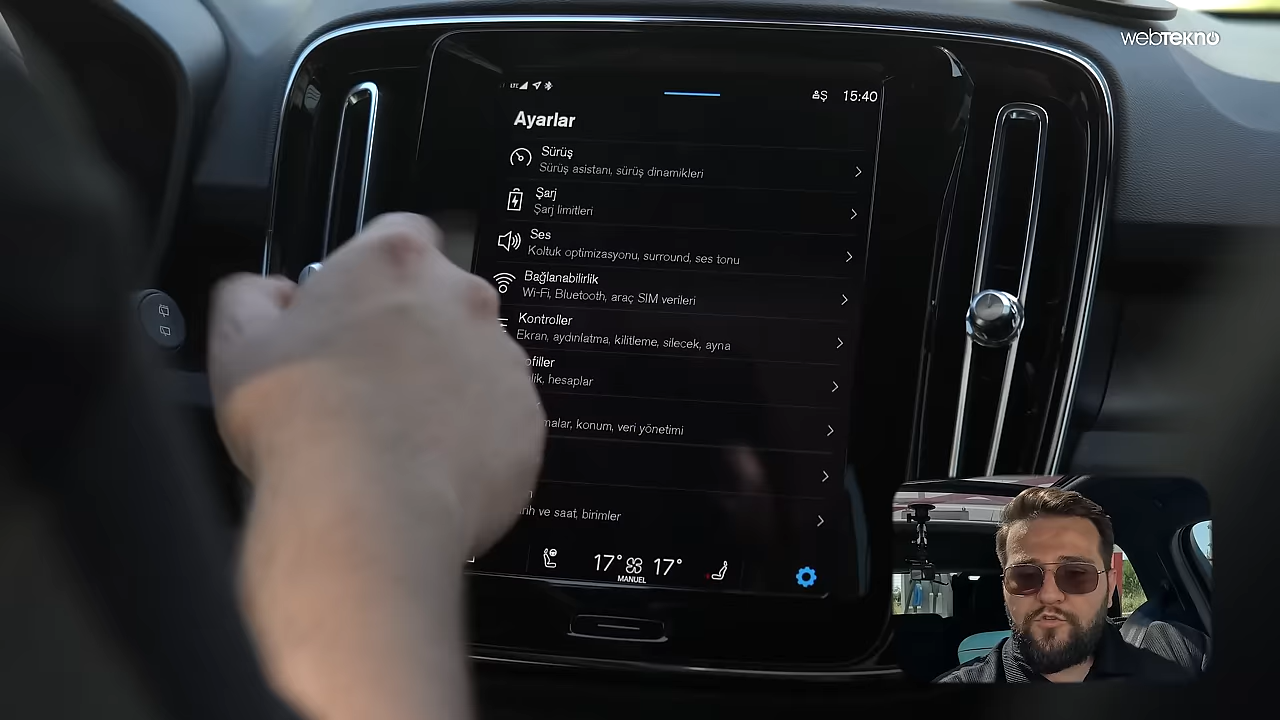 webtekno
LTE
15:40
Ayarlar
Sürüş
Sürüş asistanı, sürüş dinamikleri
Şarj
Şarj limitleri
Ses
Koltuk optimizasyonu, surround, ses tonu
Bağlanabilirlik
Wi-Fi, Bluetooth, araç SIM verileri
Kontroller
Ekran, aydınlatma, kilitleme, silecek, ayna
ofiller
lik, hesaplar
malar, konum, veri yönetimi
ve saat, birimler
17° 17°
MANUEL